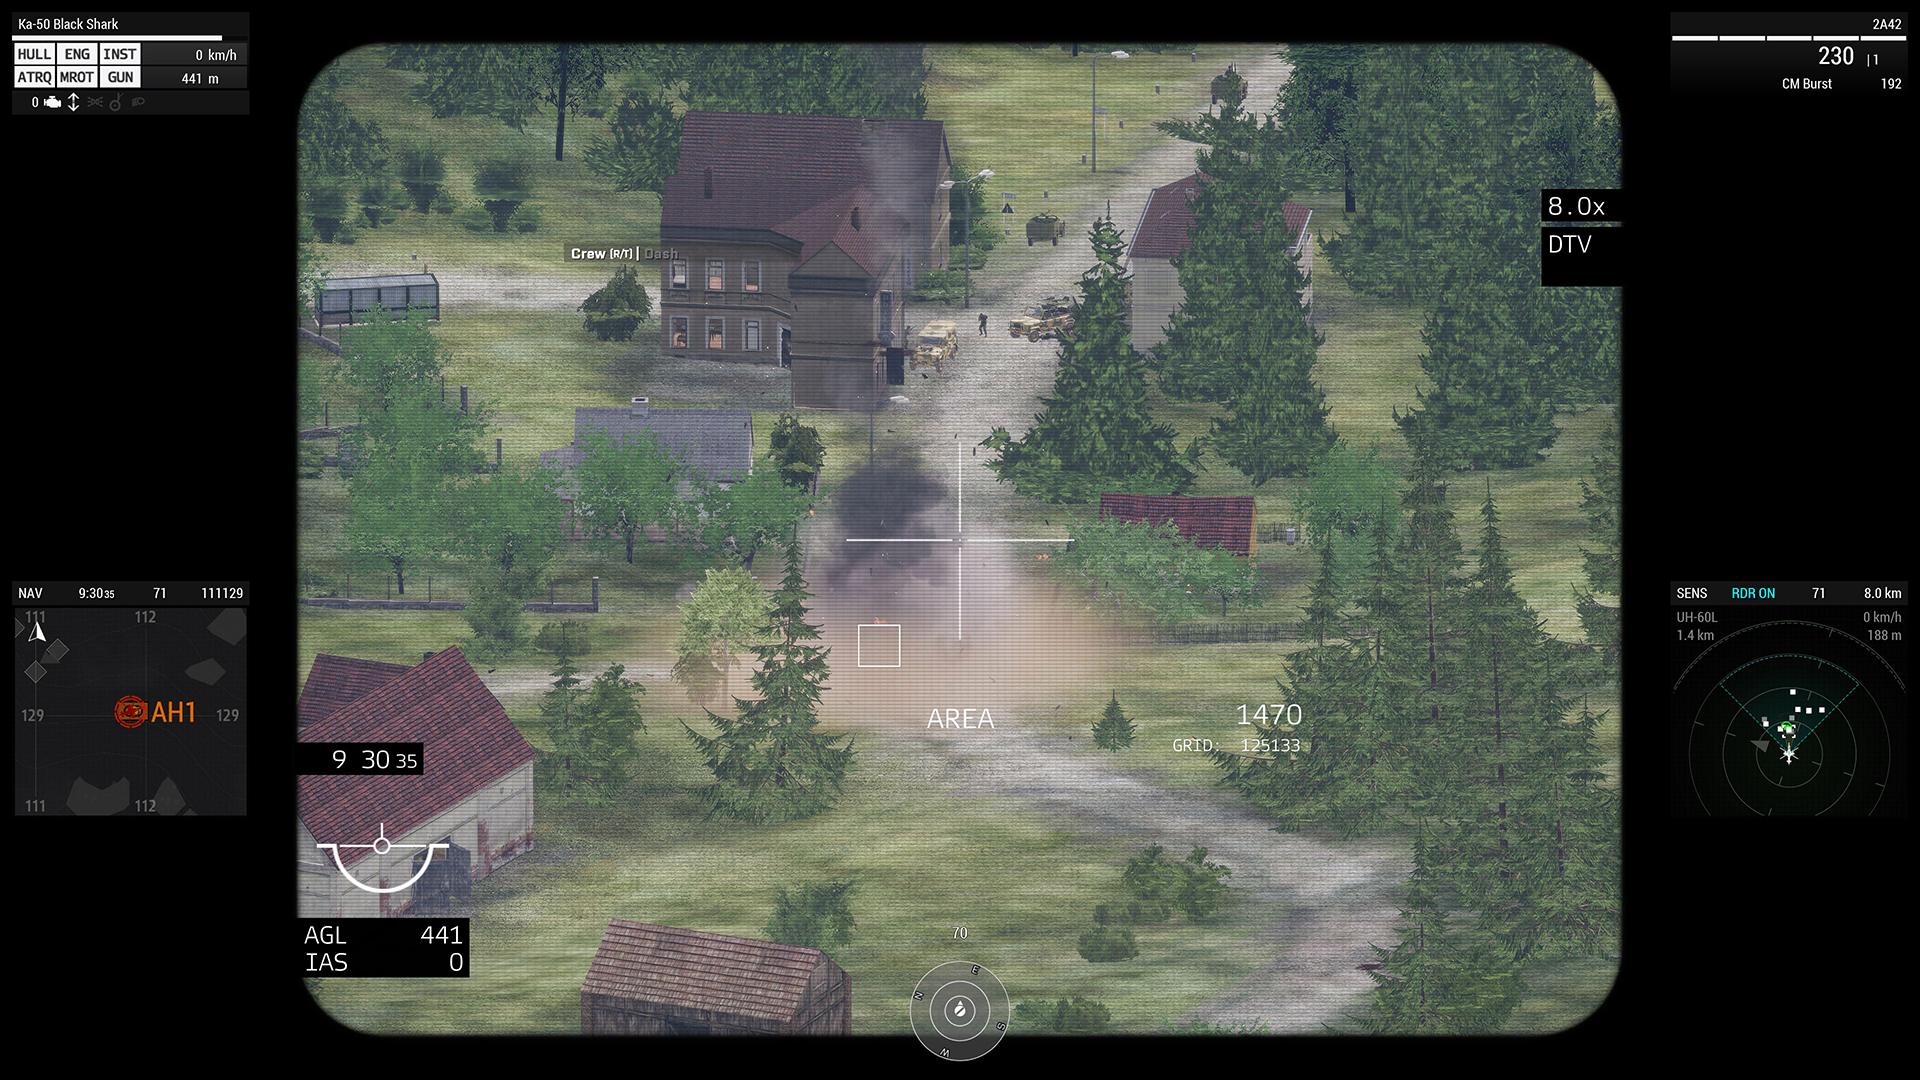 Ka-50 Black Shark
HULL ENG INST 0 km/h
ATRQ MROT GUN 441 m
0
2A42
230 | 1
CM Burst 192
8.0x
DTV
Crew (R/T) | Dash
NAV 9:30 35 71 111129
111 112
129 AH1 129
111 112
SENS RDR ON 71 8.0 km
UH-60L 0 km/h
1.4 km 188 m
AREA
1470
GRID: 125133
9 30 35
AGL 441
IAS 0
70
E
N
S
W